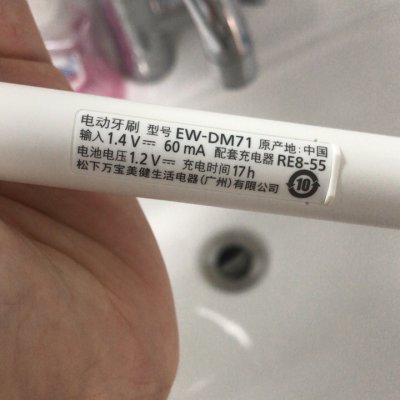 电动牙刷 型号 EW-DM71 原产地:中国
输入 1.4 V⎓ 60 mA 配套充电器 RE8-55
电池电压 1.2 V⎓ 充电时间 17 h
松下万宝美健生活电器(广州)有限公司
10